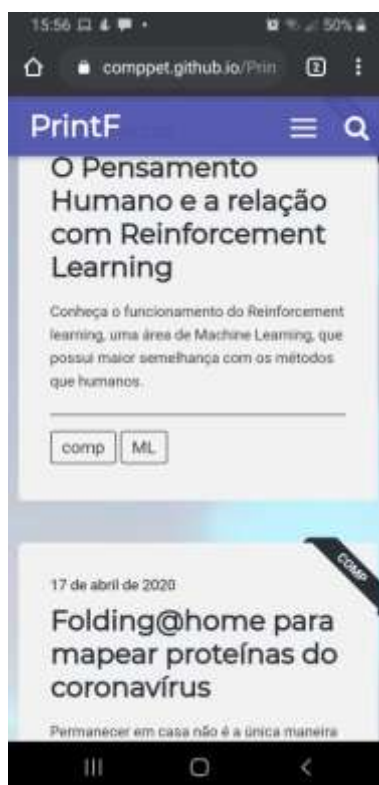 15:56
50%
comppet.github.io/Prin
2
PrintF
O Pensamento
Humano e a relação
com Reinforcement
Learning
Conheça o funcionamento do Reinforcement
learning, uma área de Machine Learning, que
possui maior semelhança com os métodos
que humanos.
comp ML
COMP
17 de abril de 2020
Folding@home para
mapear proteínas do
coronavírus
Permanecer em casa não é a única maneira